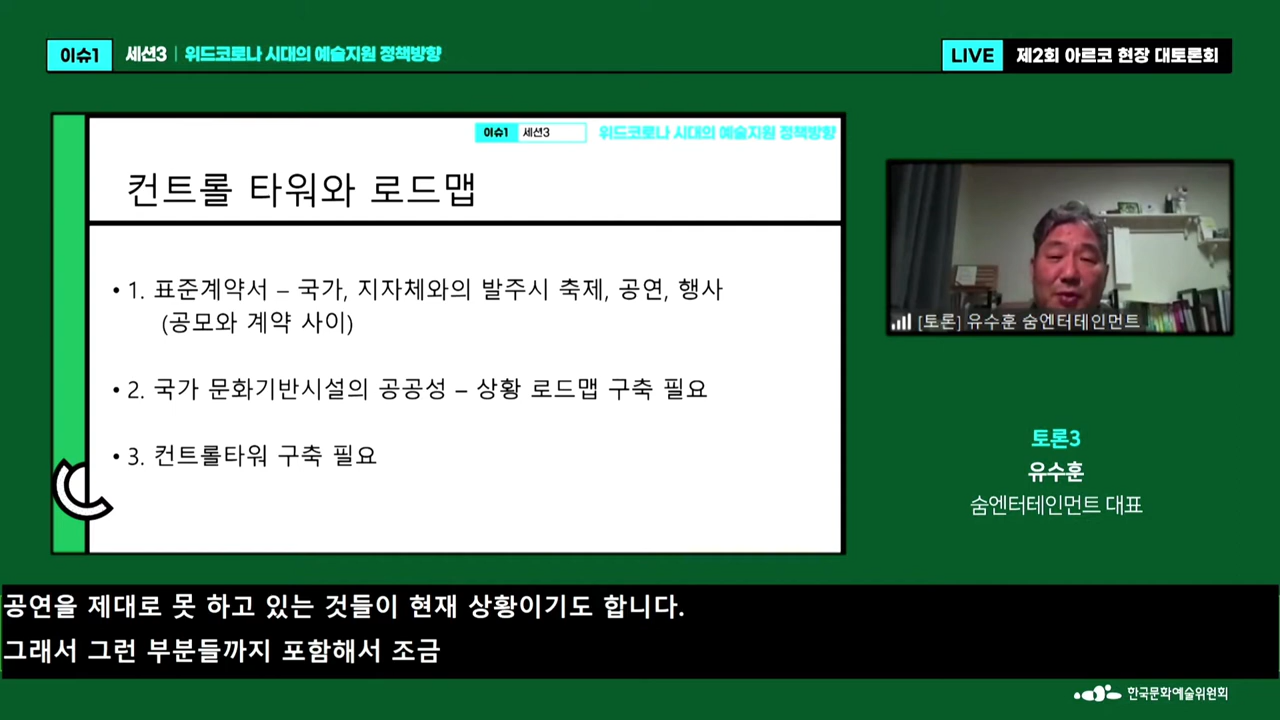 이슈1 세션3 | 위드코로나 시대의 예술지원 정책방향
LIVE 제2회 아르코 현장 대토론회
이슈1 세션3 위드코로나 시대의 예술지원 정책방향
컨트롤 타워와 로드맵
• 1. 표준계약서 – 국가, 지자체와의 발주시 축제, 공연, 행사
(공모와 계약 사이)
• 2. 국가 문화기반시설의 공공성 – 상황 로드맵 구축 필요
• 3. 컨트롤타워 구축 필요
[토론] 유수훈 숨엔터테인먼트
토론3
유수훈
숨엔터테인먼트 대표
공연을 제대로 못 하고 있는 것들이 현재 상황이기도 합니다.
그래서 그런 부분들까지 포함해서 조금
한국문화예술위원회